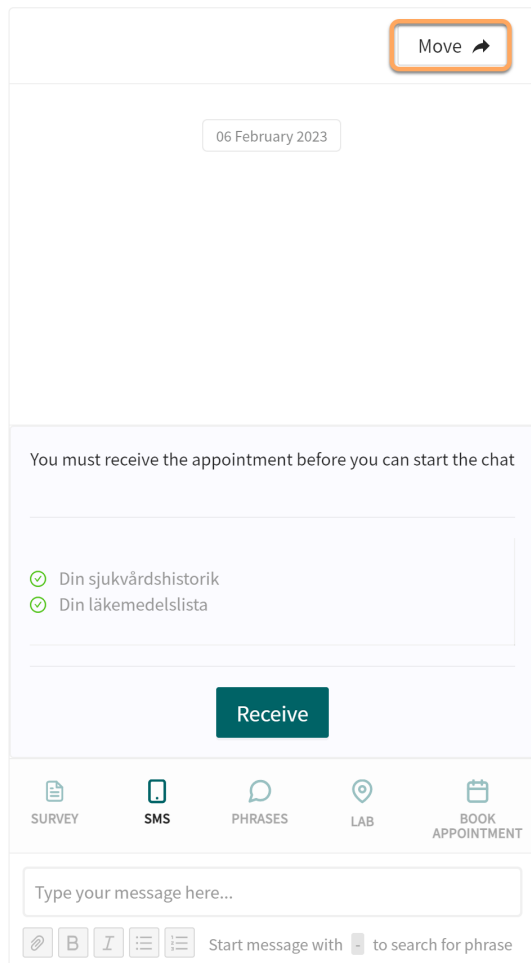 Move
06 February 2023
You must receive the appointment before you can start the chat
Din sjukvårdshistorik
Din läkemedelslista
Receive
SURVEY
SMS
PHRASES
LAB
BOOK
APPOINTMENT
Type your message here...
B I
Start message with - to search for phrase